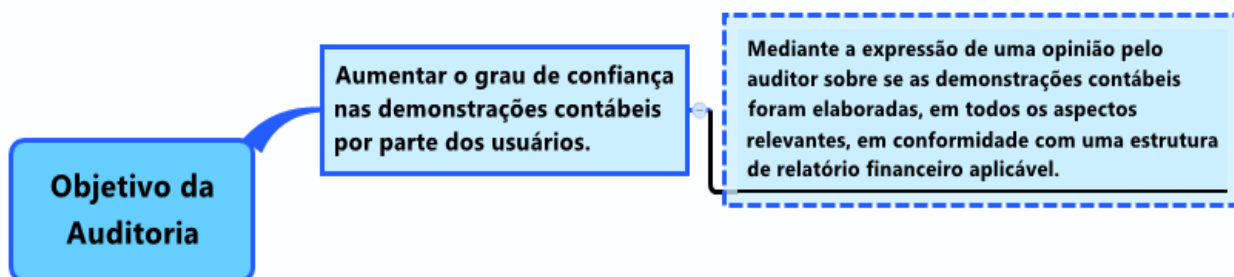 Objetivo da
Auditoria
Aumentar o grau de confiança
nas demonstrações contábeis
por parte dos usuários.
Mediante a expressão de uma opinião pelo
auditor sobre se as demonstrações contábeis
foram elaboradas, em todos os aspectos
relevantes, em conformidade com uma estrutura
de relatório financeiro aplicável.